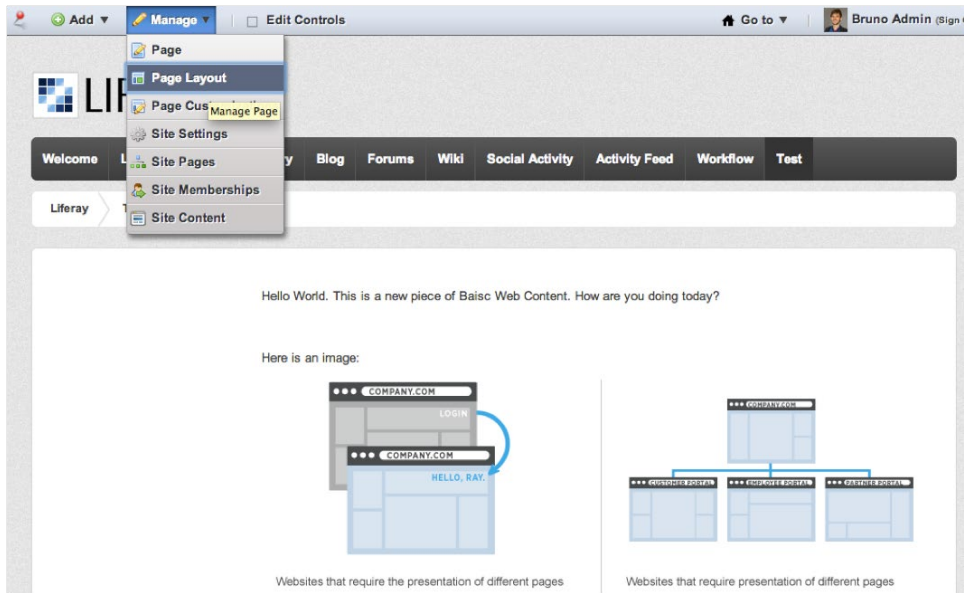 Add Manage Edit Controls Go to Bruno Admin (Sign
Page
Page Layout
LI
Page Cus
Manage Page
Site Settings
Welcome L y Blog Forums Wiki Social Activity Activity Feed Workflow Test
Site Pages
Site Memberships
Liferay T
Site Content
Hello World. This is a new piece of Baisc Web Content. How are you doing today?
Here is an image:
COMPANY.COM
LOGIN
COMPANY.COM
HELLO, RAY.
COMPANY.COM
CUSTOMER PORTAL EMPLOYEE PORTAL PARTNER PORTAL
Websites that require the presentation of different pages
Websites that require presentation of different pages